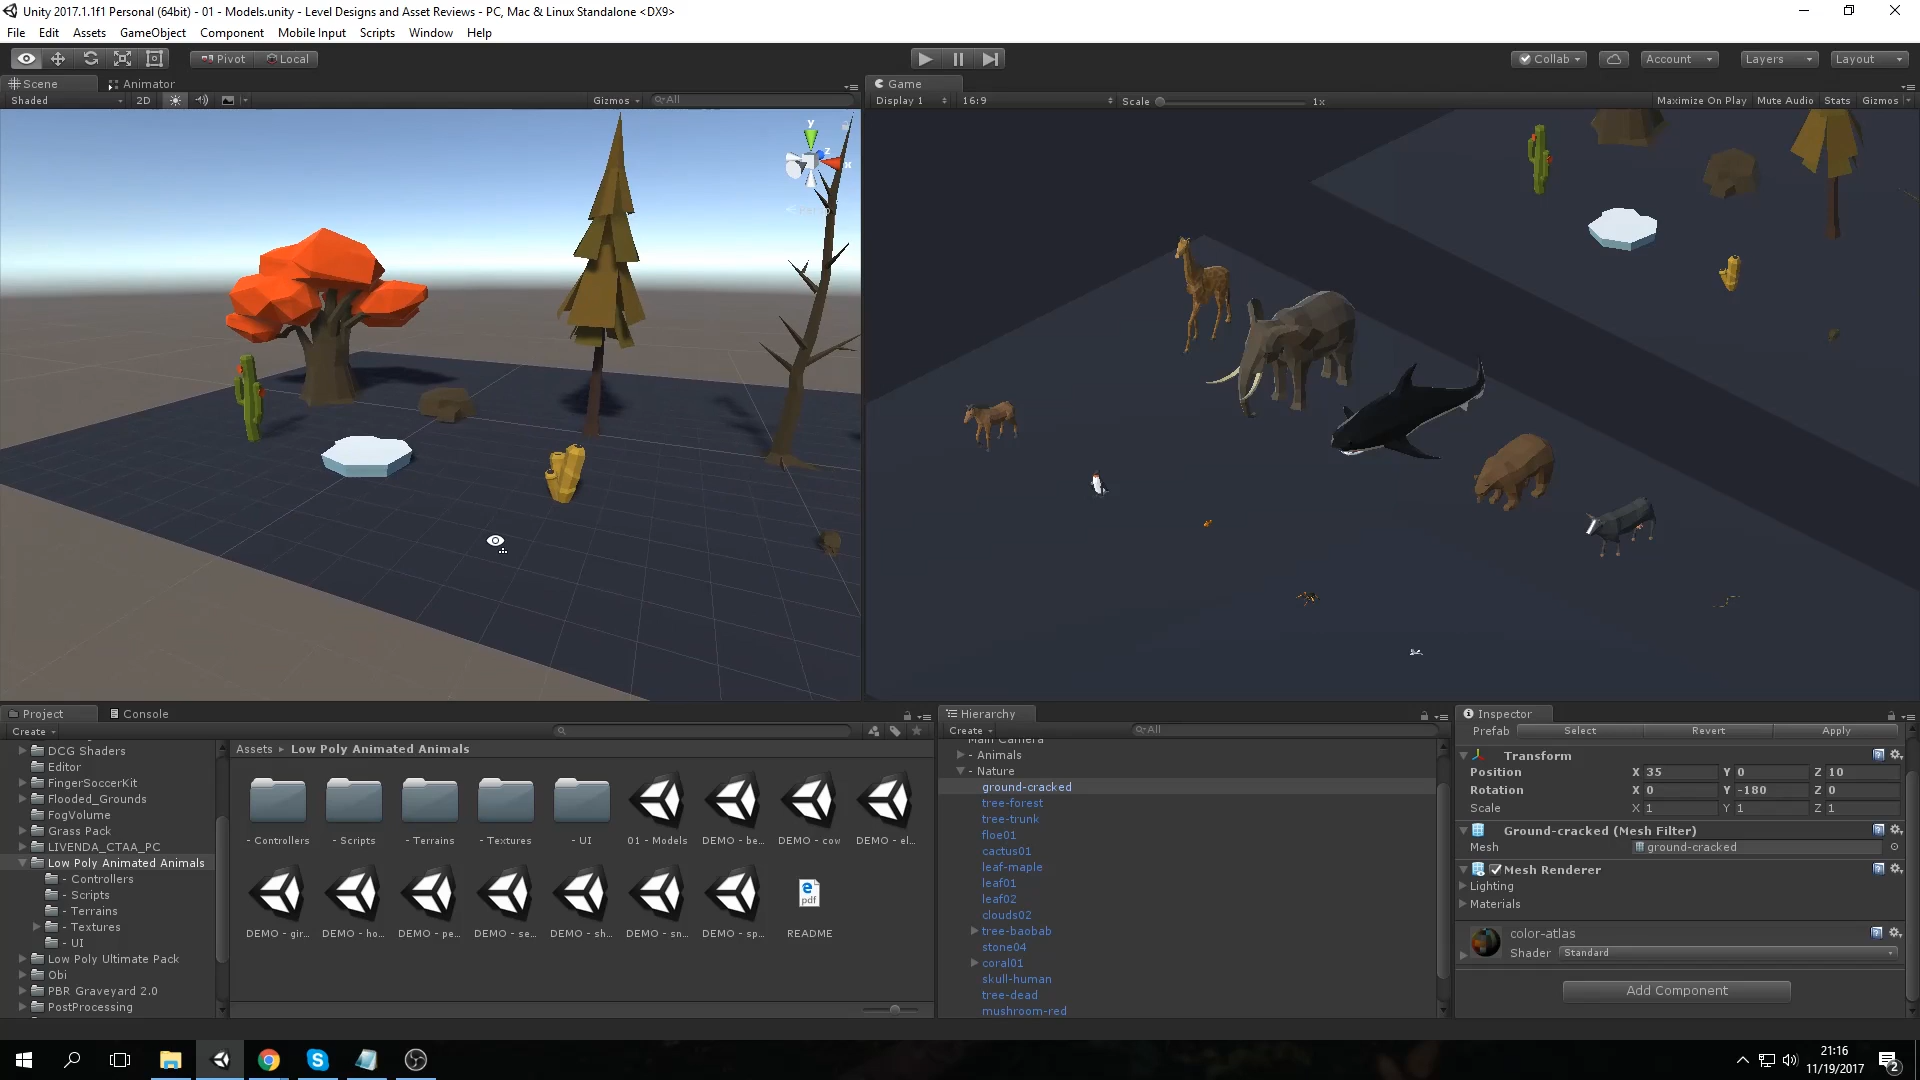 Unity 2017.1.1f1 Personal (64bit) - 01 - Models.unity - Level Designs and Asset Reviews - PC, Mac & Linux Standalone <DX9>
File Edit Assets GameObject Component Mobile Input Scripts Window Help
Pivot Local Collab Account Layers Layout
Scene Animator
Shaded 2D Gizmos All
y
z
x
Game
Display 1 16:9 Scale 1x Maximize On Play Mute Audio Stats Gizmos
Project Console
Create
DCG Shaders
Editor
FingerSoccerKit
Flooded_Grounds
FogVolume
Grass Pack
LIVENDA_CTAA_PC
Low Poly Animated Animals
- Controllers
- Scripts
- Terrains
- Textures
- UI
Low Poly Ultimate Pack
Obi
PBR Graveyard 2.0
PostProcessing
Assets Low Poly Animated Animals
- Controllers - Scripts - Terrains - Textures - UI 01 - Models DEMO - be... DEMO - cow DEMO - el...
pdf
DEMO - gir... DEMO - ho... DEMO - pe... DEMO - se... DEMO - sh... DEMO - sn... DEMO - sp... README
Hierarchy
Create All
Main Camera
- Animals
- Nature
ground-cracked
tree-forest
tree-trunk
floe01
cactus01
leaf-maple
leaf01
leaf02
clouds02
tree-baobab
stone04
coral01
skull-human
tree-dead
mushroom-red
Inspector
Prefab Select Revert Apply
Transform
Position X 35 Y 0 Z 10
Rotation X 0 Y -180 Z 0
Scale X 1 Y 1 Z 1
Ground-cracked (Mesh Filter)
Mesh ground-cracked
Mesh Renderer
Lighting
Materials
color-atlas
Shader Standard
Add Component
21:16
11/19/2017
2